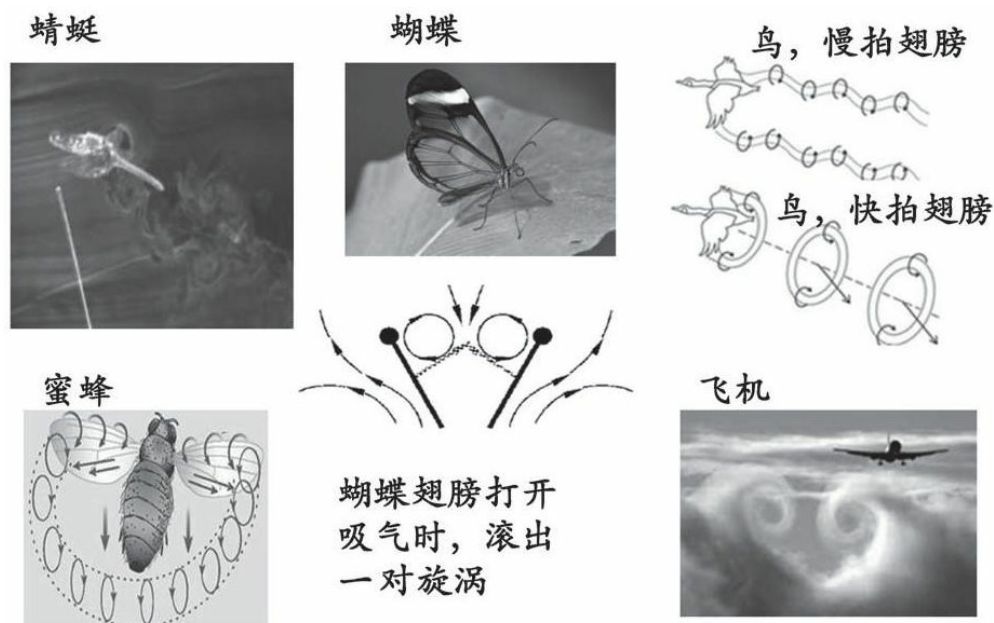 蜻蜓
蝴蝶
鸟，慢拍翅膀
鸟，快拍翅膀
蜜蜂
飞机
蝴蝶翅膀打开
吸气时，滚出
一对旋涡